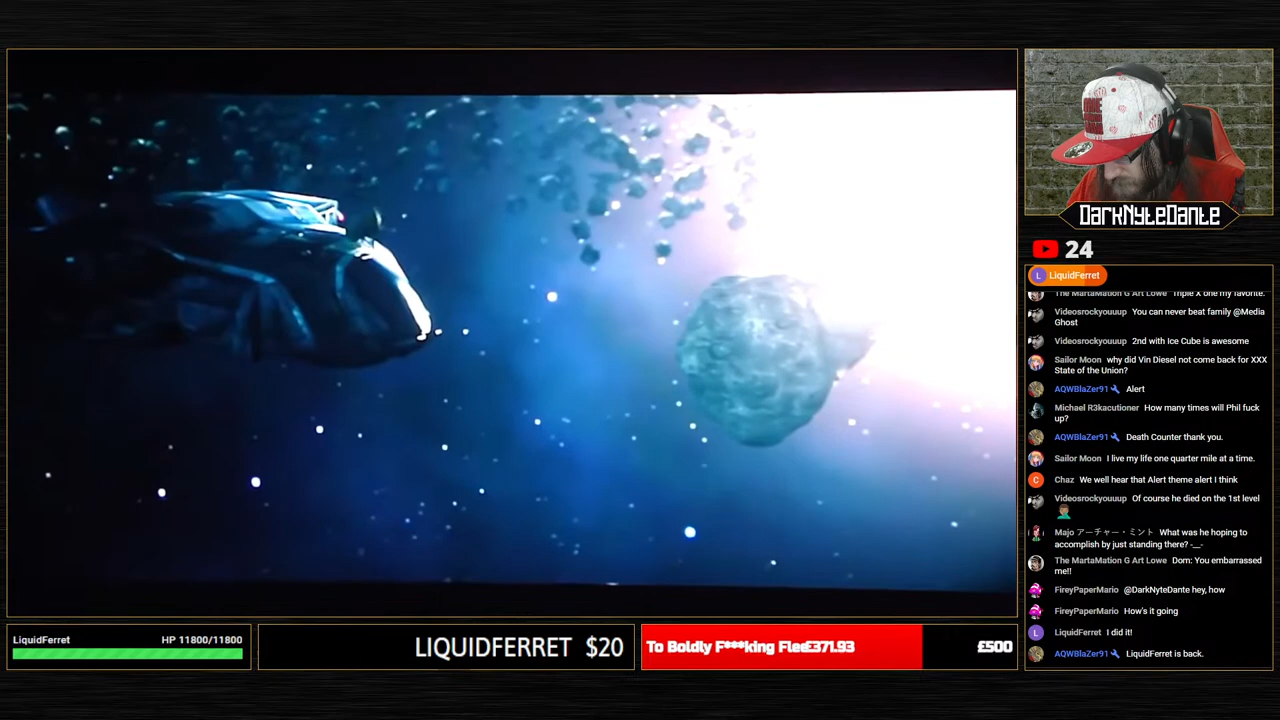 DARKNYTEDANTE
24
L LiquidFerret
The MartaMation G Art Lowe Triple X one my favorite.
Videosrockyouuup You can never beat family @Media
Ghost
Videosrockyouuup 2nd with Ice Cube is awesome
Sailor Moon why did Vin Diesel not come back for XXX
State of the Union?
AQWBlaZer91 Alert
Michael R3kacutioner How many times will Phil fuck
up?
AQWBlaZer91 Death Counter thank you.
Sailor Moon I live my life one quarter mile at a time.
C Chaz We well hear that Alert theme alert I think
Videosrockyouuup Of course he died on the 1st level
Majo アーチャー・ミント What was he hoping to
accomplish by just standing there? -__-
The MartaMation G Art Lowe Dom: You embarrassed
me!!
FireyPaperMario @DarkNyteDante hey, how
FireyPaperMario How's it going
L LiquidFerret I did it!
AQWBlaZer91 LiquidFerret is back.
LiquidFerret HP 11800/11800
LIQUIDFERRET $20
To Boldly F***king Flee£371.93 £500